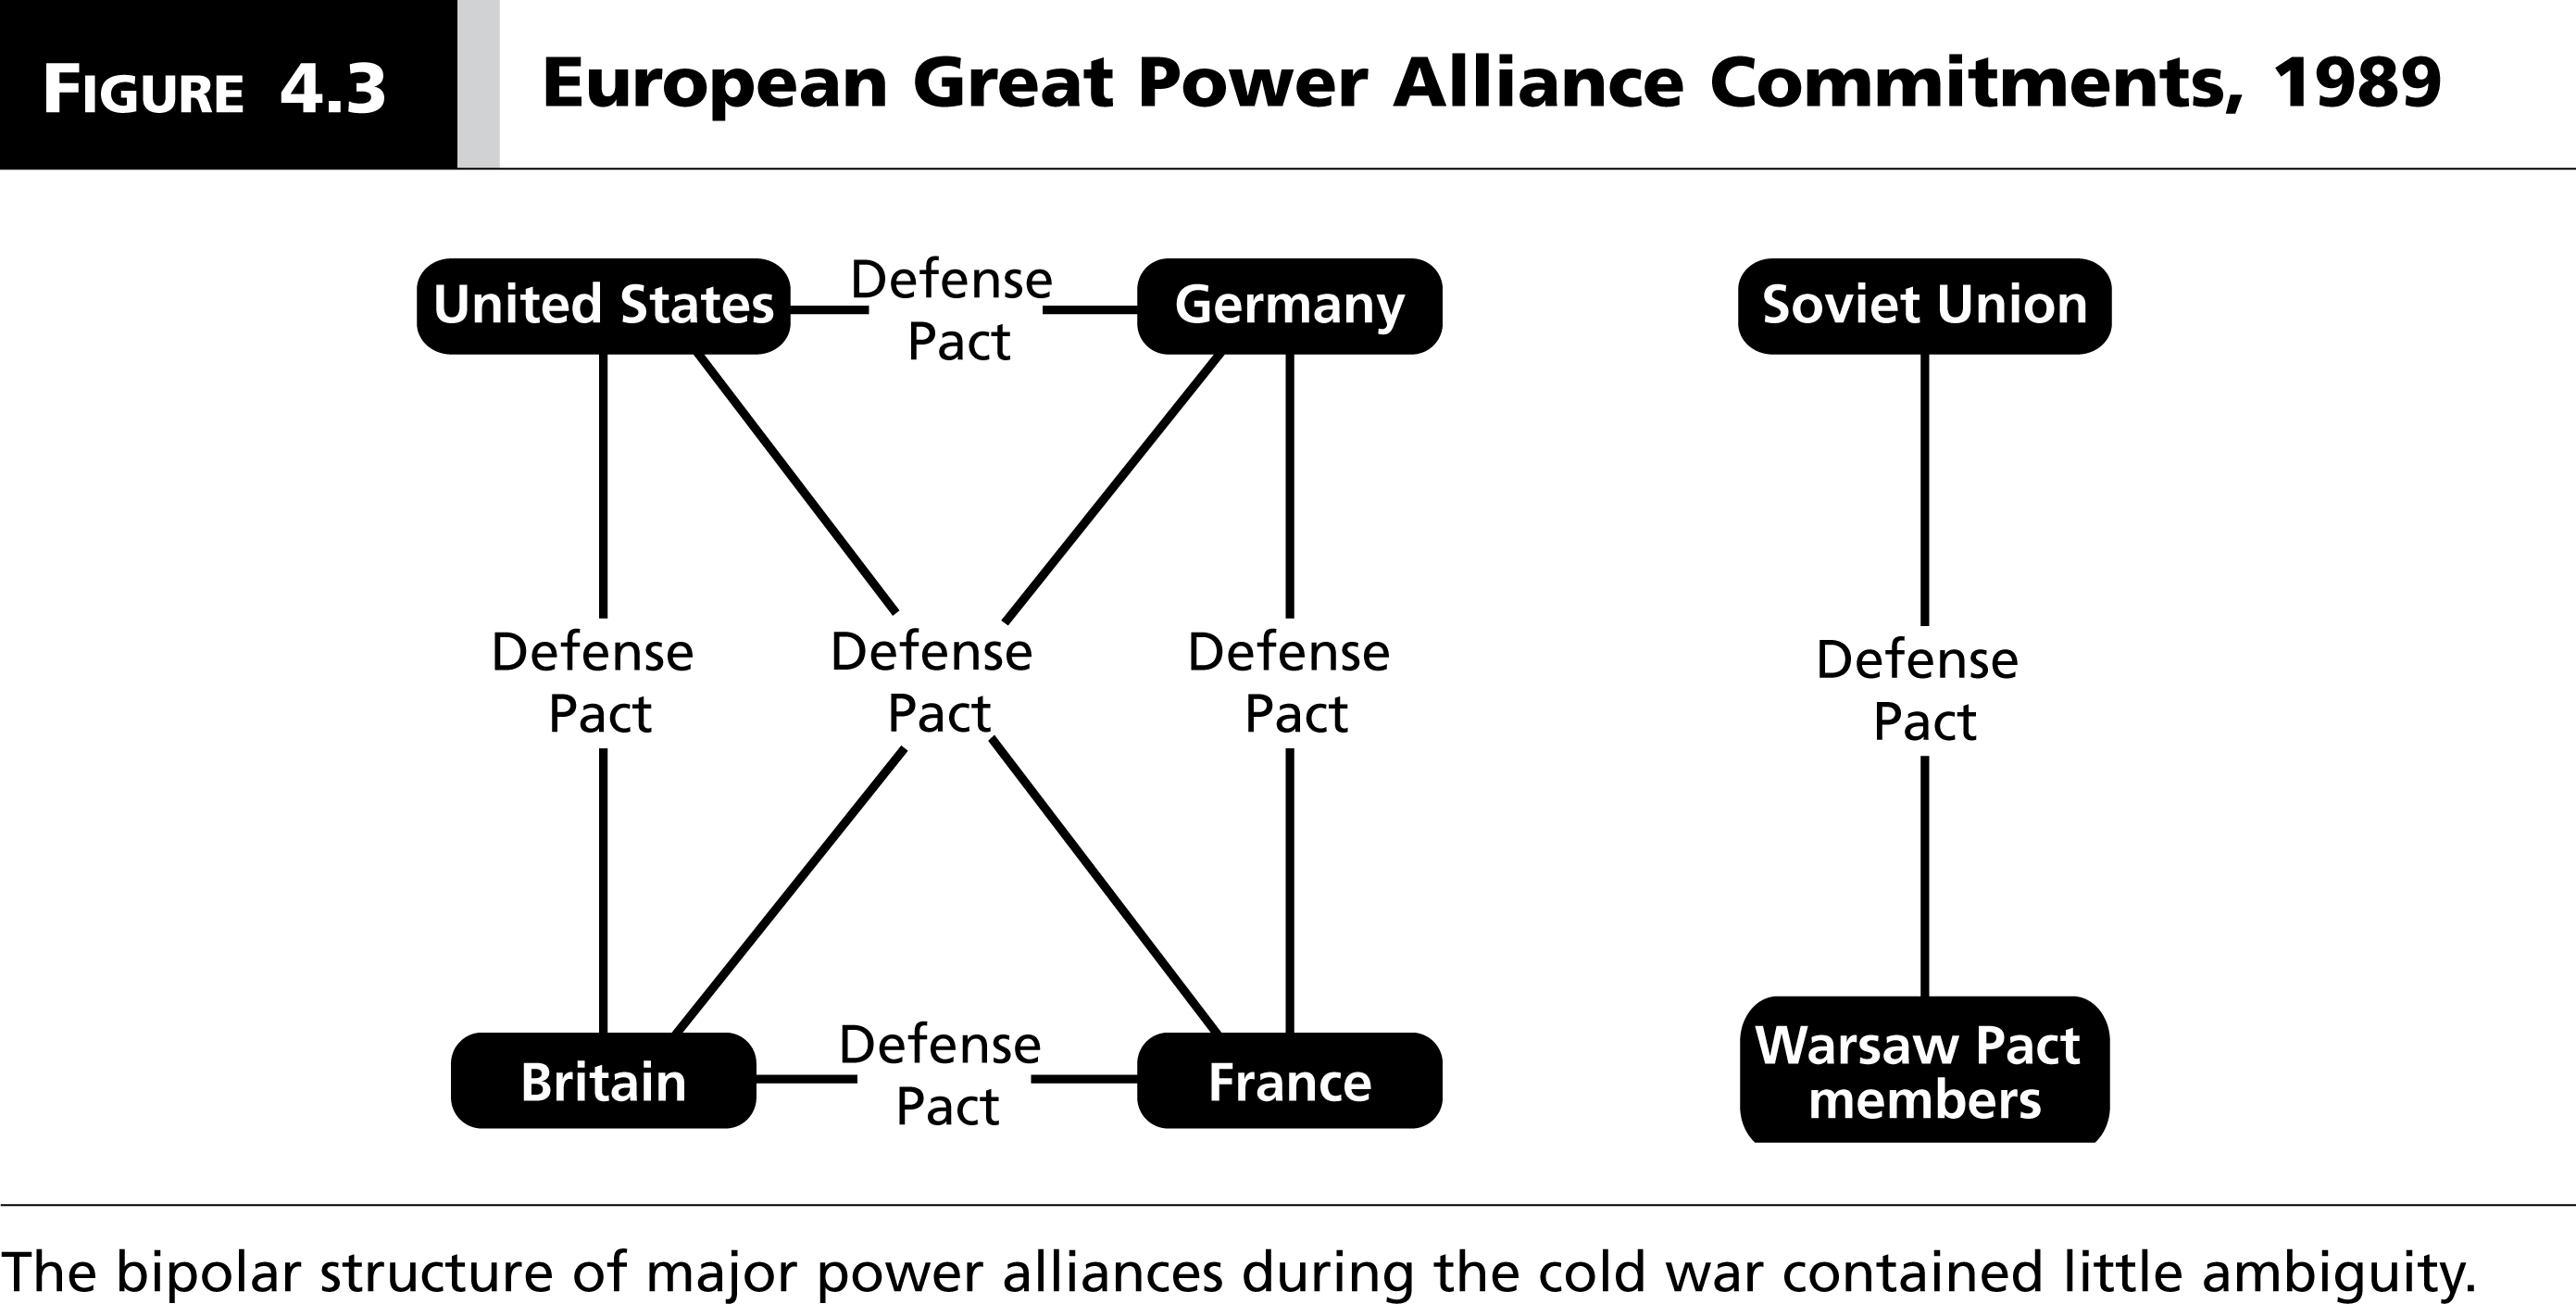 FIGURE 4.3
European Great Power Alliance Commitments, 1989
United States
Defense
Pact
Germany
Soviet Union
Defense
Pact
Defense
Pact
Defense
Pact
Defense
Pact
Britain
Defense
Pact
France
Warsaw Pact
members
The bipolar structure of major power alliances during the cold war contained little ambiguity.